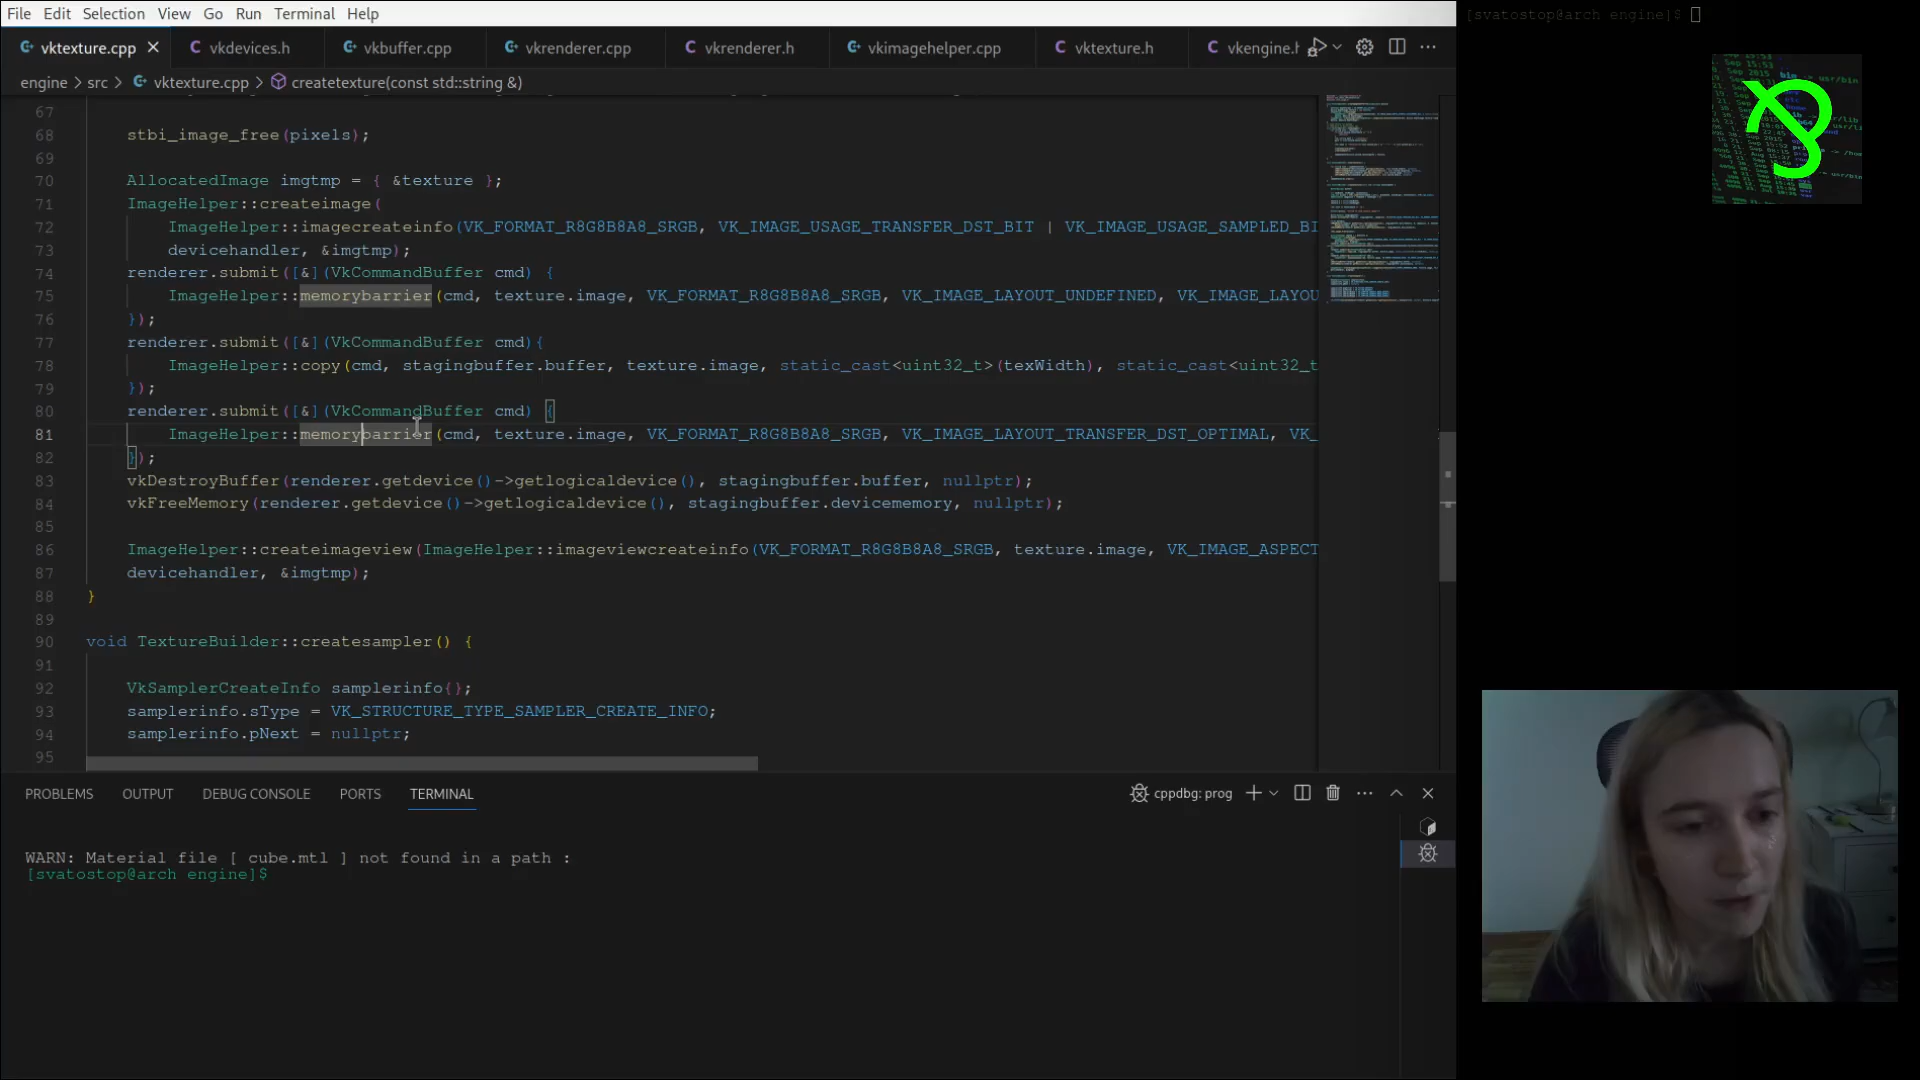 File Edit Selection View Go Run Terminal Help
[svatostop@arch engine]$
vktexture.cpp vkdevices.h vkbuffer.cpp vkrenderer.cpp vkrenderer.h vkimagehelper.cpp vktexture.h vkengine.h
engine > src > vktexture.cpp > createtexture(const std::string &)
67
68 stbi_image_free(pixels);
69
70 AllocatedImage imgtmp = { &texture };
71 ImageHelper::createimage(
72 ImageHelper::imagecreateinfo(VK_FORMAT_R8G8B8A8_SRGB, VK_IMAGE_USAGE_TRANSFER_DST_BIT | VK_IMAGE_USAGE_SAMPLED_BI
73 devicehandler, &imgtmp);
74 renderer.submit([&](VkCommandBuffer cmd) {
75 ImageHelper::memorybarrier(cmd, texture.image, VK_FORMAT_R8G8B8A8_SRGB, VK_IMAGE_LAYOUT_UNDEFINED, VK_IMAGE_LAYOU
76 });
77 renderer.submit([&](VkCommandBuffer cmd){
78 ImageHelper::copy(cmd, stagingbuffer.buffer, texture.image, static_cast<uint32_t>(texWidth), static_cast<uint32_t
79 });
80 renderer.submit([&](VkCommandBuffer cmd) {
81 ImageHelper::memorybarrier(cmd, texture.image, VK_FORMAT_R8G8B8A8_SRGB, VK_IMAGE_LAYOUT_TRANSFER_DST_OPTIMAL, VK_
82 });
83 vkDestroyBuffer(renderer.getdevice()->getlogicaldevice(), stagingbuffer.buffer, nullptr);
84 vkFreeMemory(renderer.getdevice()->getlogicaldevice(), stagingbuffer.devicememory, nullptr);
85
86 ImageHelper::createimageview(ImageHelper::imageviewcreateinfo(VK_FORMAT_R8G8B8A8_SRGB, texture.image, VK_IMAGE_ASPECT
87 devicehandler, &imgtmp);
88 }
89
90 void TextureBuilder::createsampler() {
91
92 VkSamplerCreateInfo samplerinfo{};
93 samplerinfo.sType = VK_STRUCTURE_TYPE_SAMPLER_CREATE_INFO;
94 samplerinfo.pNext = nullptr;
95
PROBLEMS OUTPUT DEBUG CONSOLE PORTS TERMINAL cppdbg: prog
WARN: Material file [ cube.mtl ] not found in a path :
[svatostop@arch engine]$